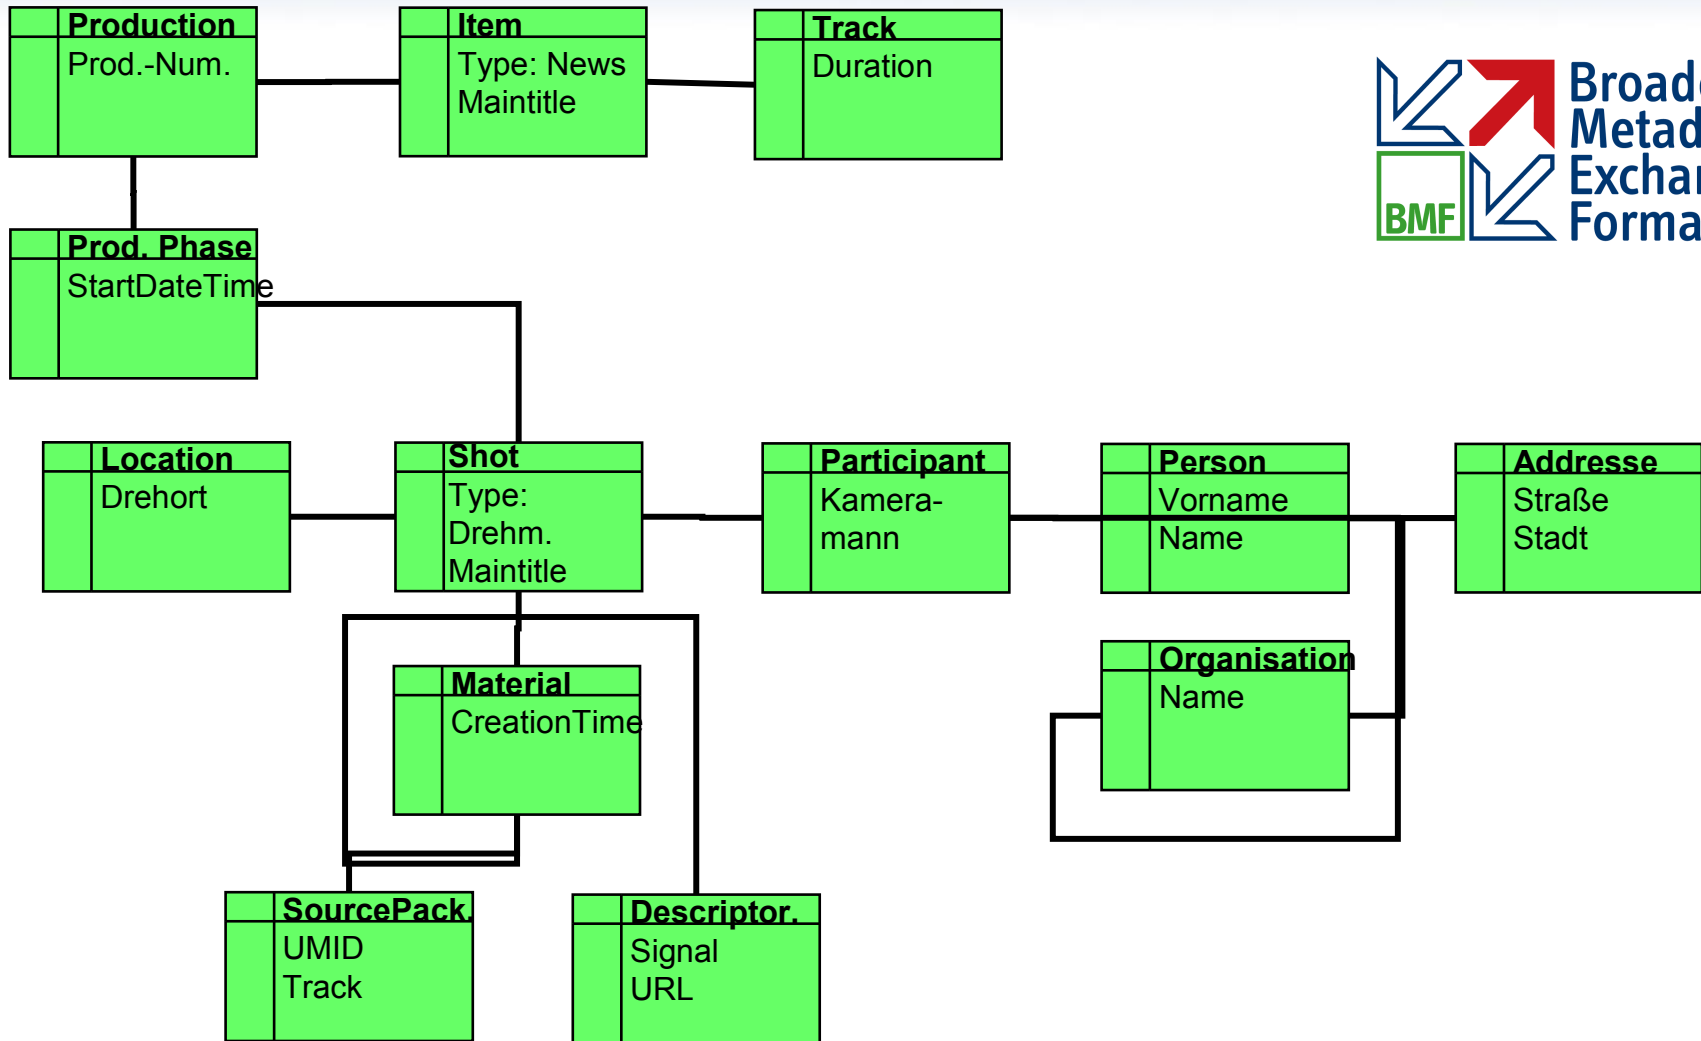 Production
Prod.-Num.
Item
Type: News
Maintitle
Track
Duration
Broad
Metad
Exchan
Forma
BMF
Prod. Phase
StartDateTime
Location
Drehort
Shot
Type:
Drehm.
Maintitle
Participant
Kamera-
mann
Person
Vorname
Name
Addresse
Straße
Stadt
Organisation
Name
Material
CreationTime
SourcePack.
UMID
Track
Descriptor.
Signal
URL